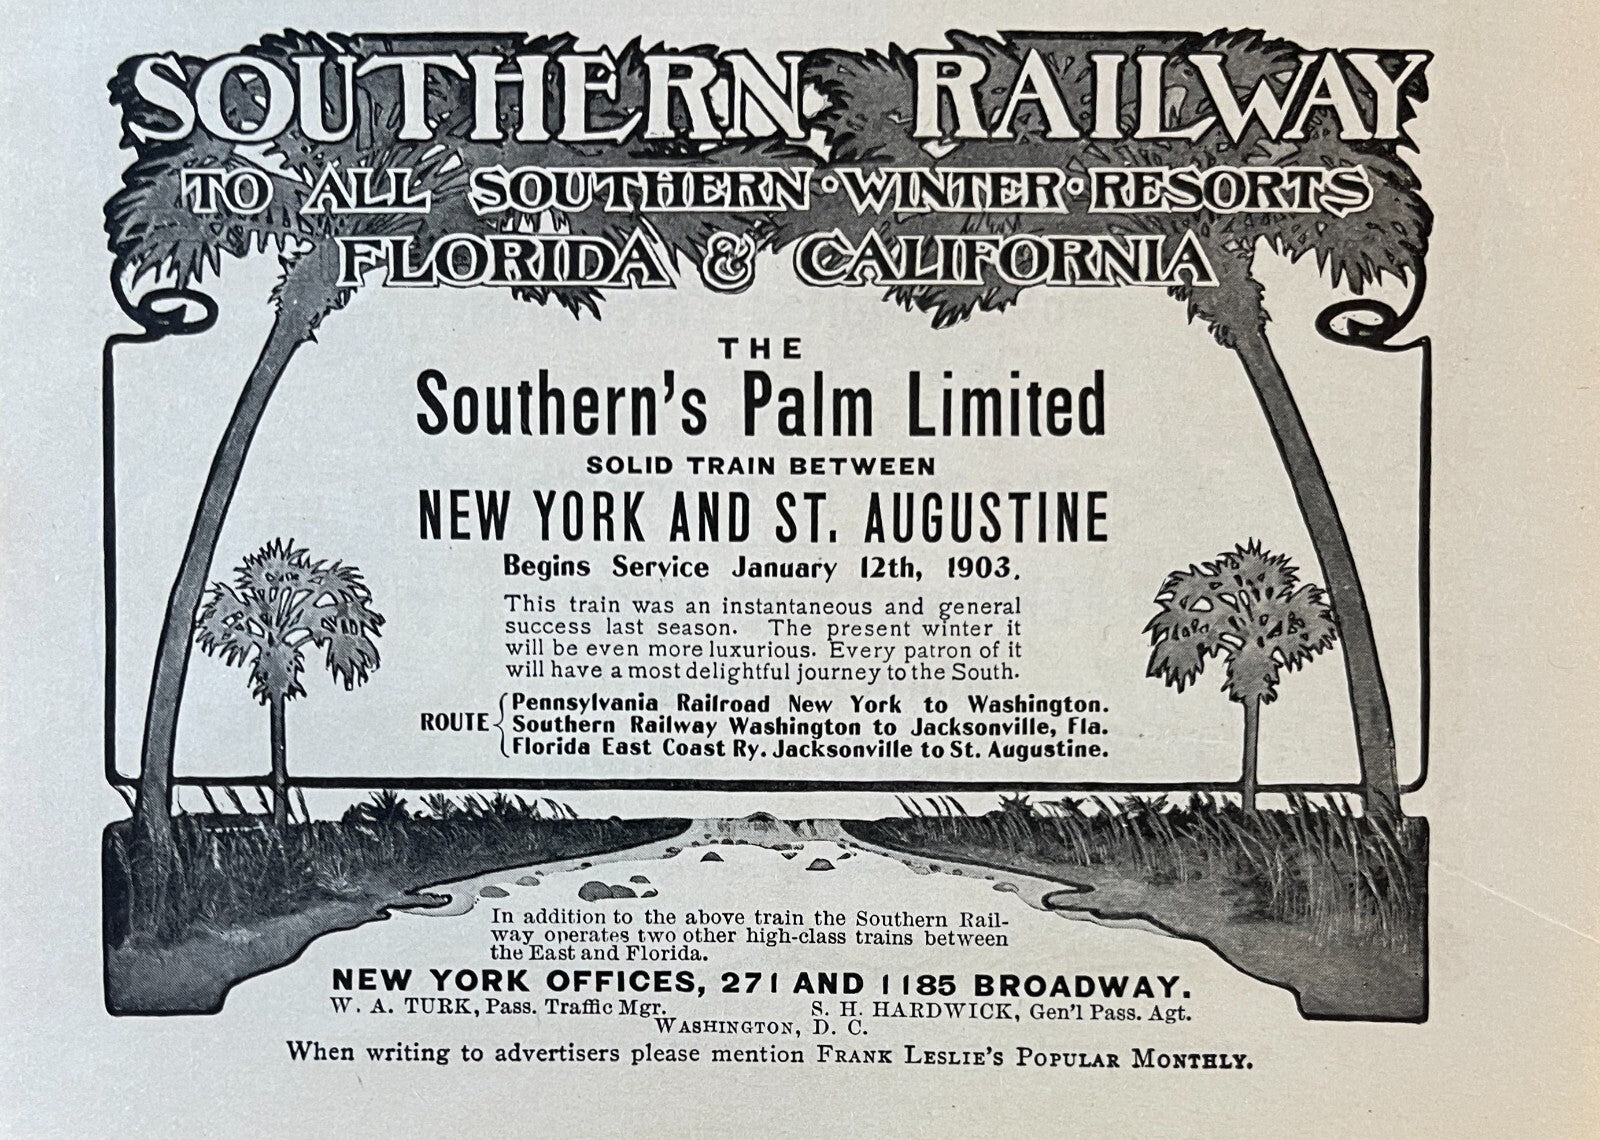 SOUTHERN RAILWAY
TO ALL SOUTHERN · WINTER · RESORTS
FLORIDA & CALIFORNIA
THE
Southern's Palm Limited
SOLID TRAIN BETWEEN
NEW YORK AND ST. AUGUSTINE
Begins Service January 12th, 1903.
This train was an instantaneous and general
success last season. The present winter it
will be even more luxurious. Every patron of it
will have a most delightful journey to the South.
ROUTE { Pennsylvania Railroad New York to Washington.
Southern Railway Washington to Jacksonville, Fla.
Florida East Coast Ry. Jacksonville to St. Augustine.
In addition to the above train the Southern Rail-
way operates two other high-class trains between
the East and Florida.
NEW YORK OFFICES, 271 AND 1185 BROADWAY.
W. A. TURK, Pass. Traffic Mgr. S. H. HARDWICK, Gen'l Pass. Agt.
WASHINGTON, D. C.
When writing to advertisers please mention FRANK LESLIE'S POPULAR MONTHLY.